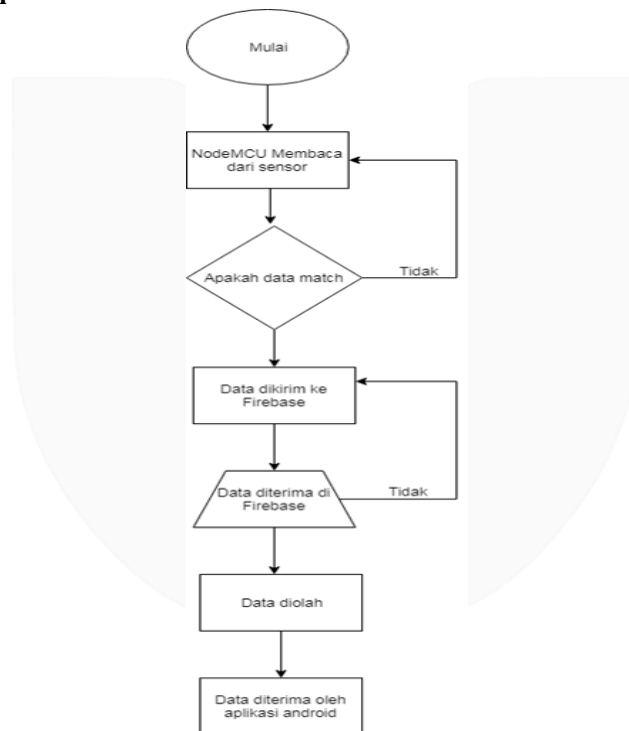 Mulai
NodeMCU Membaca
dari sensor
Apakah data match
Tidak
Data dikirim ke
Firebase
Data diterima di
Firebase
Tidak
Data diolah
Data diterima oleh
aplikasi android